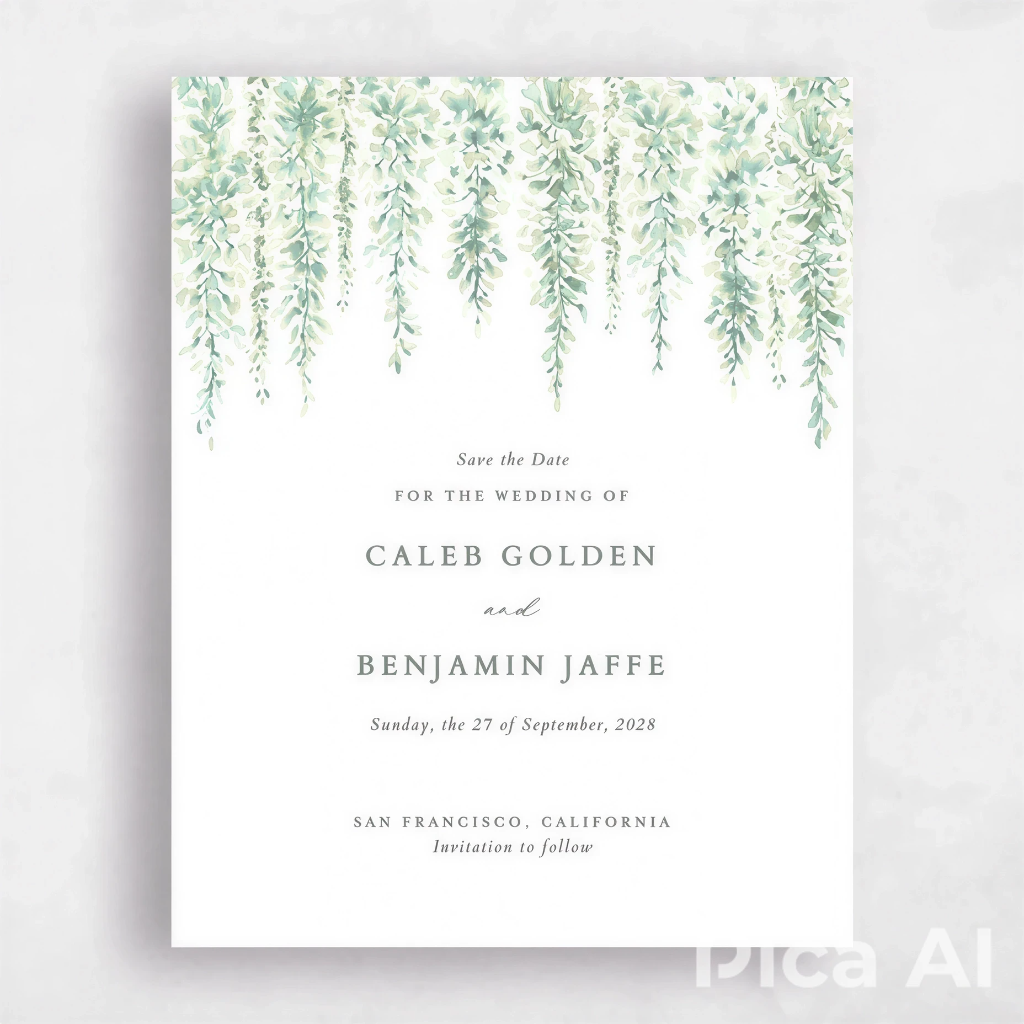 Save the Date
FOR THE WEDDING OF
CALEB GOLDEN
and
BENJAMIN JAFFE
Sunday, the 27 of September, 2028
SAN FRANCISCO, CALIFORNIA
Invitation to follow
Pica AI